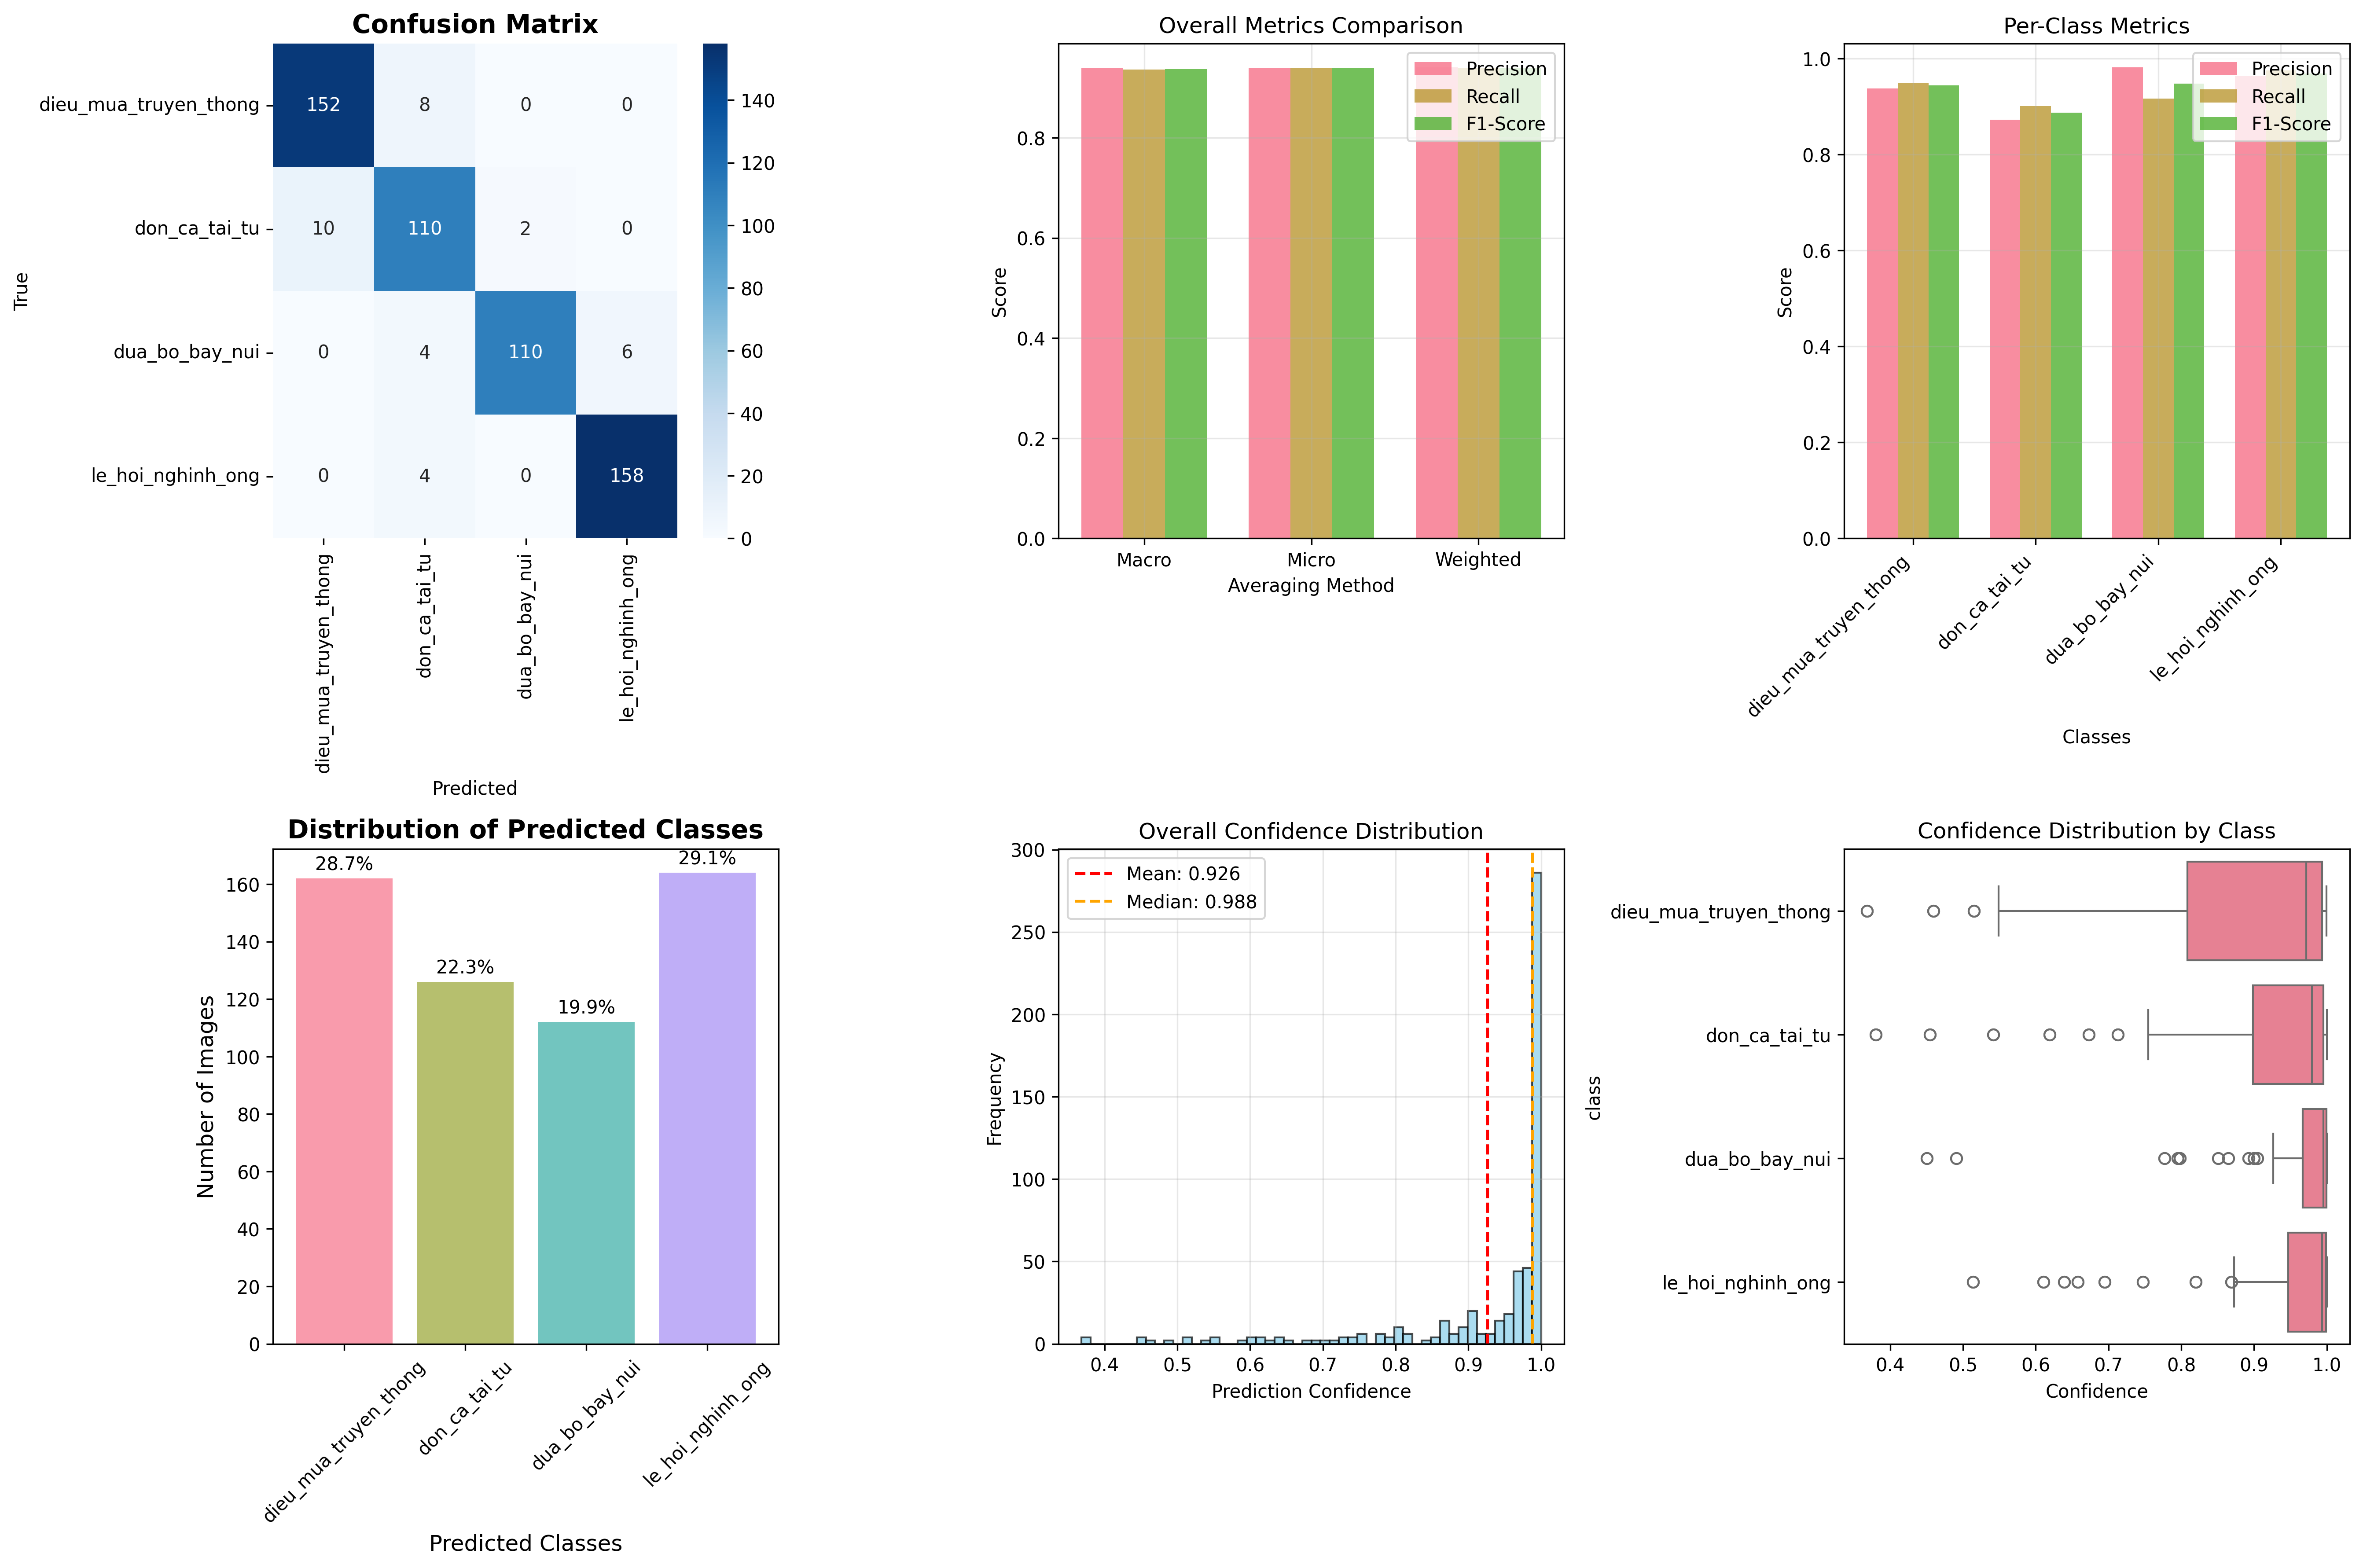 Confusion Matrix
True
dieu_mua_truyen_thong
152 8 0 0
don_ca_tai_tu
10 110 2 0
dua_bo_bay_nui
0 4 110 6
le_hoi_nghinh_ong
0 4 0 158
140
120
100
80
60
40
20
0
dieu_mua_truyen_thong
don_ca_tai_tu
dua_bo_bay_nui
le_hoi_nghinh_ong
Predicted
Overall Metrics Comparison
Precision
Recall
F1-Score
Score
0.8
0.6
0.4
0.2
0.0
Macro Micro Weighted
Averaging Method
Per-Class Metrics
Precision
Recall
F1-Score
Score
1.0
0.8
0.6
0.4
0.2
0.0
dieu_mua_truyen_thong
don_ca_tai_tu
dua_bo_bay_nui
le_hoi_nghinh_ong
Classes
Distribution of Predicted Classes
28.7%
22.3%
19.9%
29.1%
Number of Images
160
140
120
100
80
60
40
20
0
dieu_mua_truyen_thong
don_ca_tai_tu
dua_bo_bay_nui
le_hoi_nghinh_ong
Predicted Classes
Overall Confidence Distribution
Mean: 0.926
Median: 0.988
Frequency
300
250
200
150
100
50
0
0.4 0.5 0.6 0.7 0.8 0.9 1.0
Prediction Confidence
Confidence Distribution by Class
class
dieu_mua_truyen_thong
don_ca_tai_tu
dua_bo_bay_nui
le_hoi_nghinh_ong
0.4 0.5 0.6 0.7 0.8 0.9 1.0
Confidence